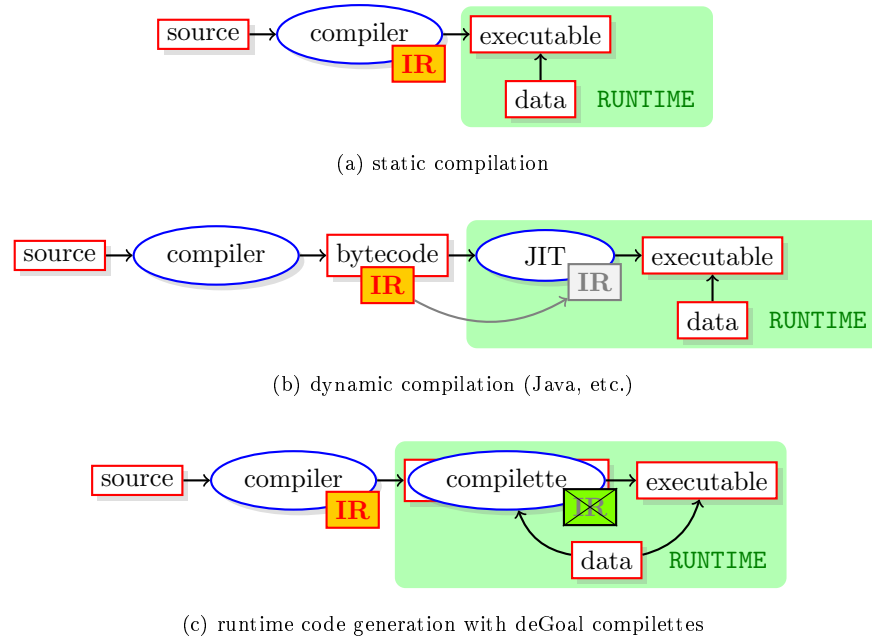 source compiler IR executable
data RUNTIME
(a) static compilation
source compiler bytecode IR JIT IR executable
data RUNTIME
(b) dynamic compilation (Java, etc.)
source compiler IR compilette IR executable
data RUNTIME
(c) runtime code generation with deGoal compilettes